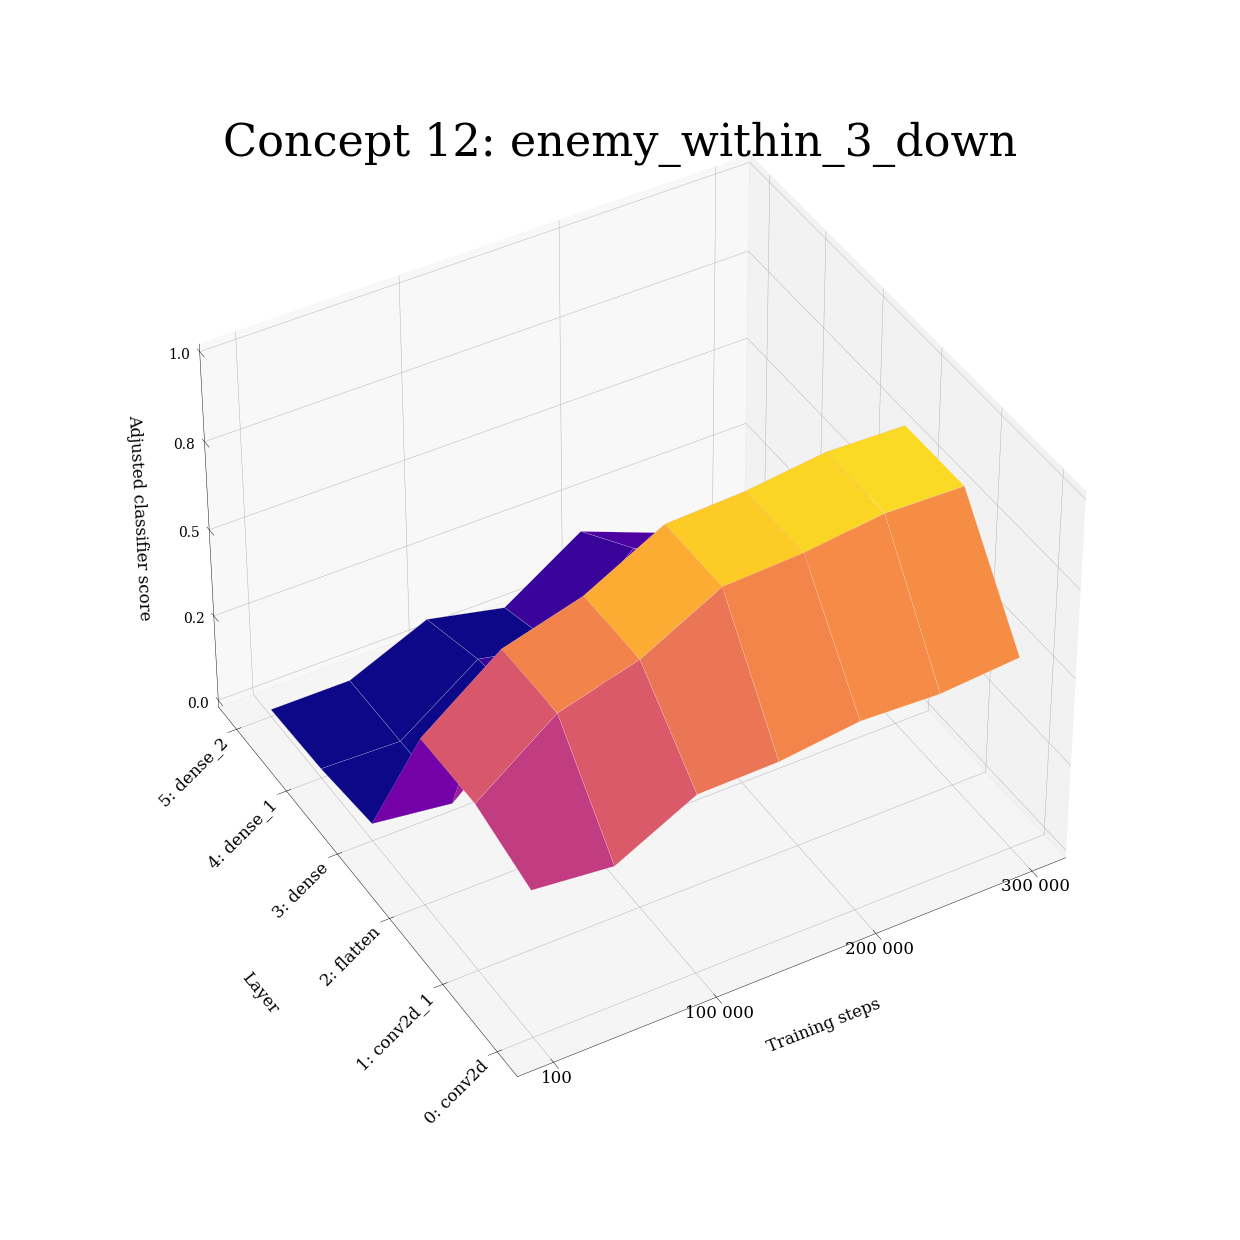 Concept 12: enemy_within_3_down
1.0
0.8
0.5
0.2
0.0
Adjusted classifier score
5: dense_2
4: dense_1
3: dense
2: flatten
1: conv2d_1
0: conv2d
Layer
100
100 000
200 000
300 000
Training steps